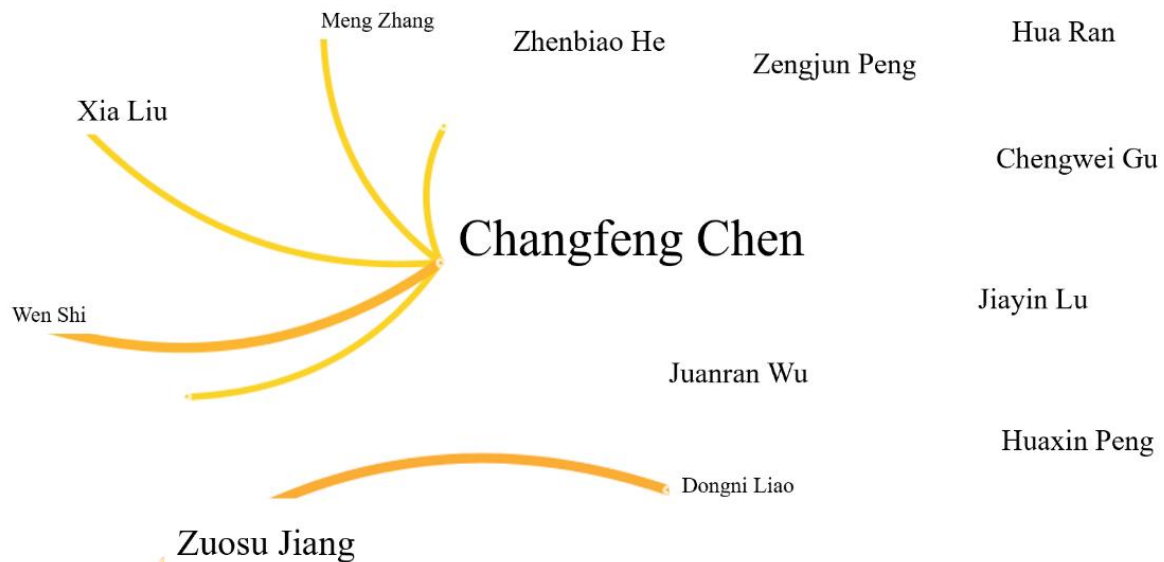 Meng Zhang
Zhenbiao He
Hua Ran
Zengjun Peng
Xia Liu
Chengwei Gu
Changfeng Chen
Jiayin Lu
Wen Shi
Juanran Wu
Huaxin Peng
Dongni Liao
Zuosu Jiang